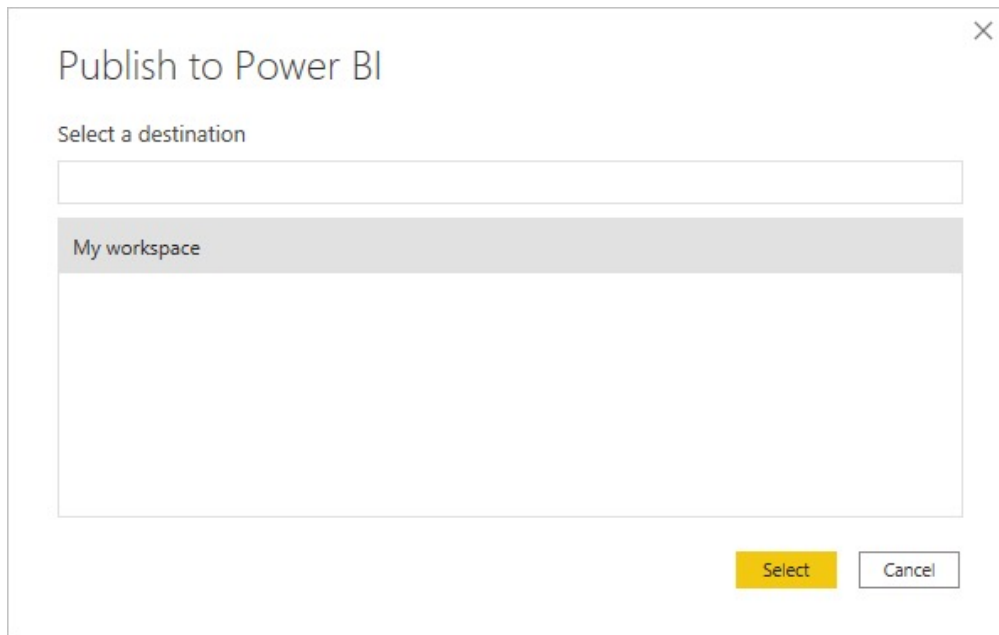 Publish to Power BI
Select a destination
My workspace
Select
Cancel